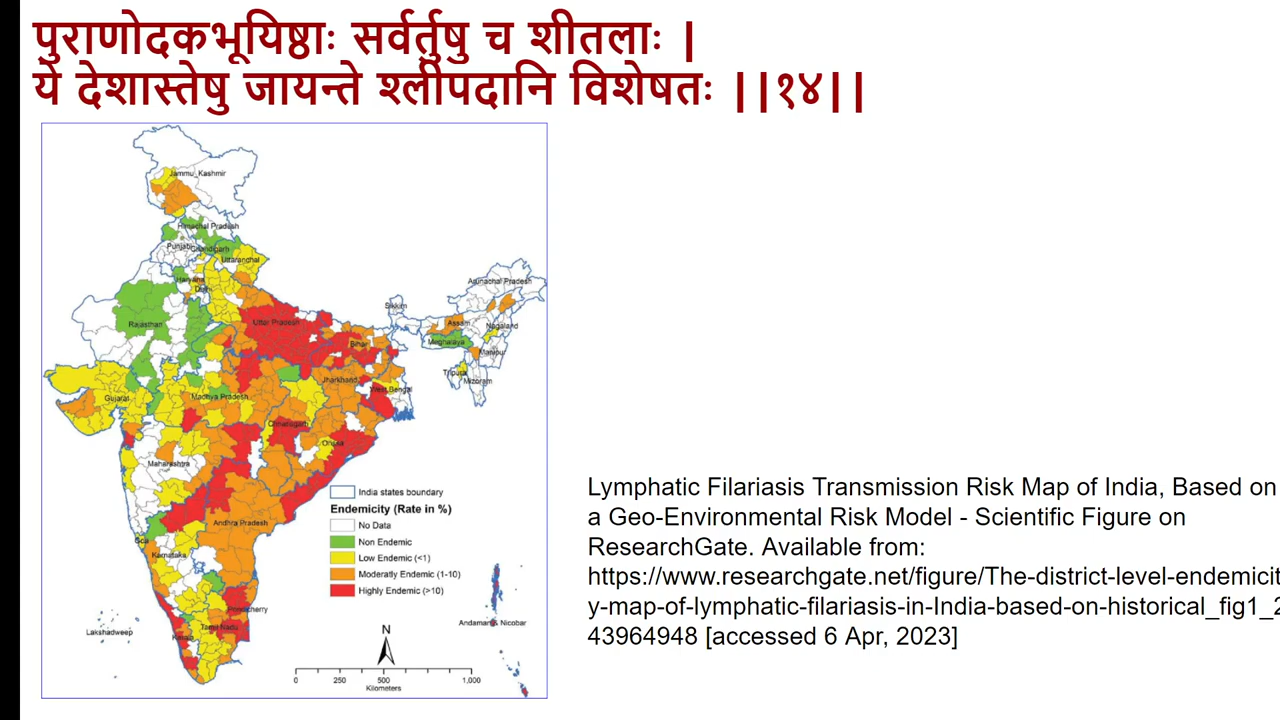 पुराणोदकभूयिष्ठाः सर्वर्तुषु च शीतलाः |
ये देशास्तेषु जायन्ते श्लीपदानि विशेषतः ||१४||
Jammu_Kashmir
Himachal Pradesh
Punjab
Chandigarh
Uttaranchal
Haryana
Delhi
Arunachal Pradesh
Sikkim
Rajasthan
Uttar Pradesh
Assam
Nagaland
Bihar
Meghalaya
Manipur
Tripura
Mizoram
Jharkhand
West Bengal
Gujarat
Madhya Pradesh
Chhatisgarh
Orissa
Maharashtra
India states boundary
Endemicity (Rate in %)
No Data
Non Endemic
Low Endemic (<1)
Moderatly Endemic (1-10)
Highly Endemic (>10)
Andhra Pradesh
Goa
Karnataka
Pondicherry
Tamil Nadu
Kerala
Lakshadweep
Andaman & Nicobar
N
0 250 500 1,000
Kilometers
Lymphatic Filariasis Transmission Risk Map of India, Based on
a Geo-Environmental Risk Model - Scientific Figure on
ResearchGate. Available from:
https://www.researchgate.net/figure/The-district-level-endemicit
y-map-of-lymphatic-filariasis-in-India-based-on-historical_fig1_2
43964948 [accessed 6 Apr, 2023]